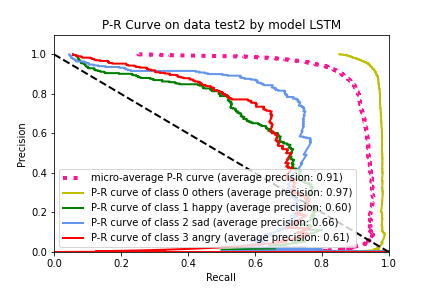 P-R Curve on data test2 by model LSTM
1.0
0.8
0.6
0.4
0.2
0.0
Precision
micro-average P-R curve (average precision: 0.91)
P-R curve of class 0 others (average precision: 0.97)
P-R curve of class 1 happy (average precision: 0.60)
P-R curve of class 2 sad (average precision: 0.66)
P-R curve of class 3 angry (average precision: 0.61)
0.0 0.2 0.4 0.6 0.8 1.0
Recall